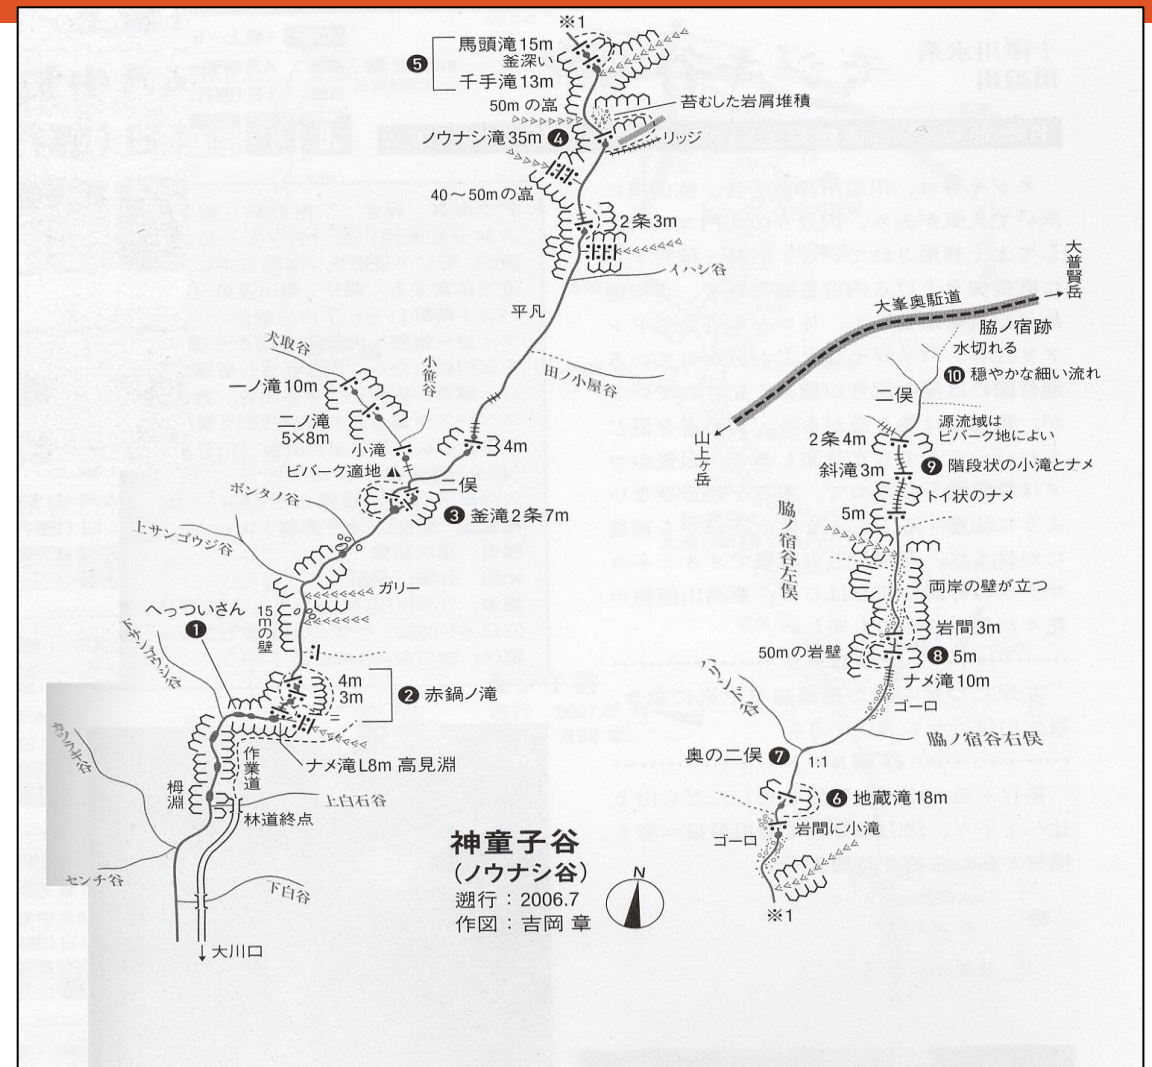 ※1
❺
馬頭滝15m
釜深い
千手滝13m
50mの嵓
苔むした岩屑堆積
ノウナシ滝35m ❹
リッジ
40〜50mの嵓
2条3m
イハシ谷
平凡
犬取谷
小笹谷
田ノ小屋谷
一ノ滝10m
二ノ滝
5×8m
小滝
4m
ビバーク適地
二俣
ボンタノ谷
❸ 釜滝2条7m
上サンゴウジ谷
ガリー
へっついさん
❶
15mの壁
下サンゴウジ谷
4m
3m
❷ 赤鍋ノ滝
作業道
ナメ滝L8m 高見淵
栂淵
上白石谷
林道終点
センチ谷
下白谷
↓大川口
大普賢岳
大峯奥駈道
脇ノ宿跡
水切れる
❿ 穏やかな細い流れ
二俣
山上ヶ岳
源流域は
ビバーク地によい
2条4m
❾ 階段状の小滝とナメ
斜滝3m
トイ状のナメ
5m
脇ノ宿谷左俣
両岸の壁が立つ
岩間3m
50mの岩壁
❽ 5m
ナメ滝10m
ゴーロ
脇ノ宿谷右俣
奥の二俣 ❼
1:1
❻ 地蔵滝18m
岩間に小滝
ゴーロ
※1
神童子谷
(ノウナシ谷)
遡行：2006.7
作図：吉岡 章
N